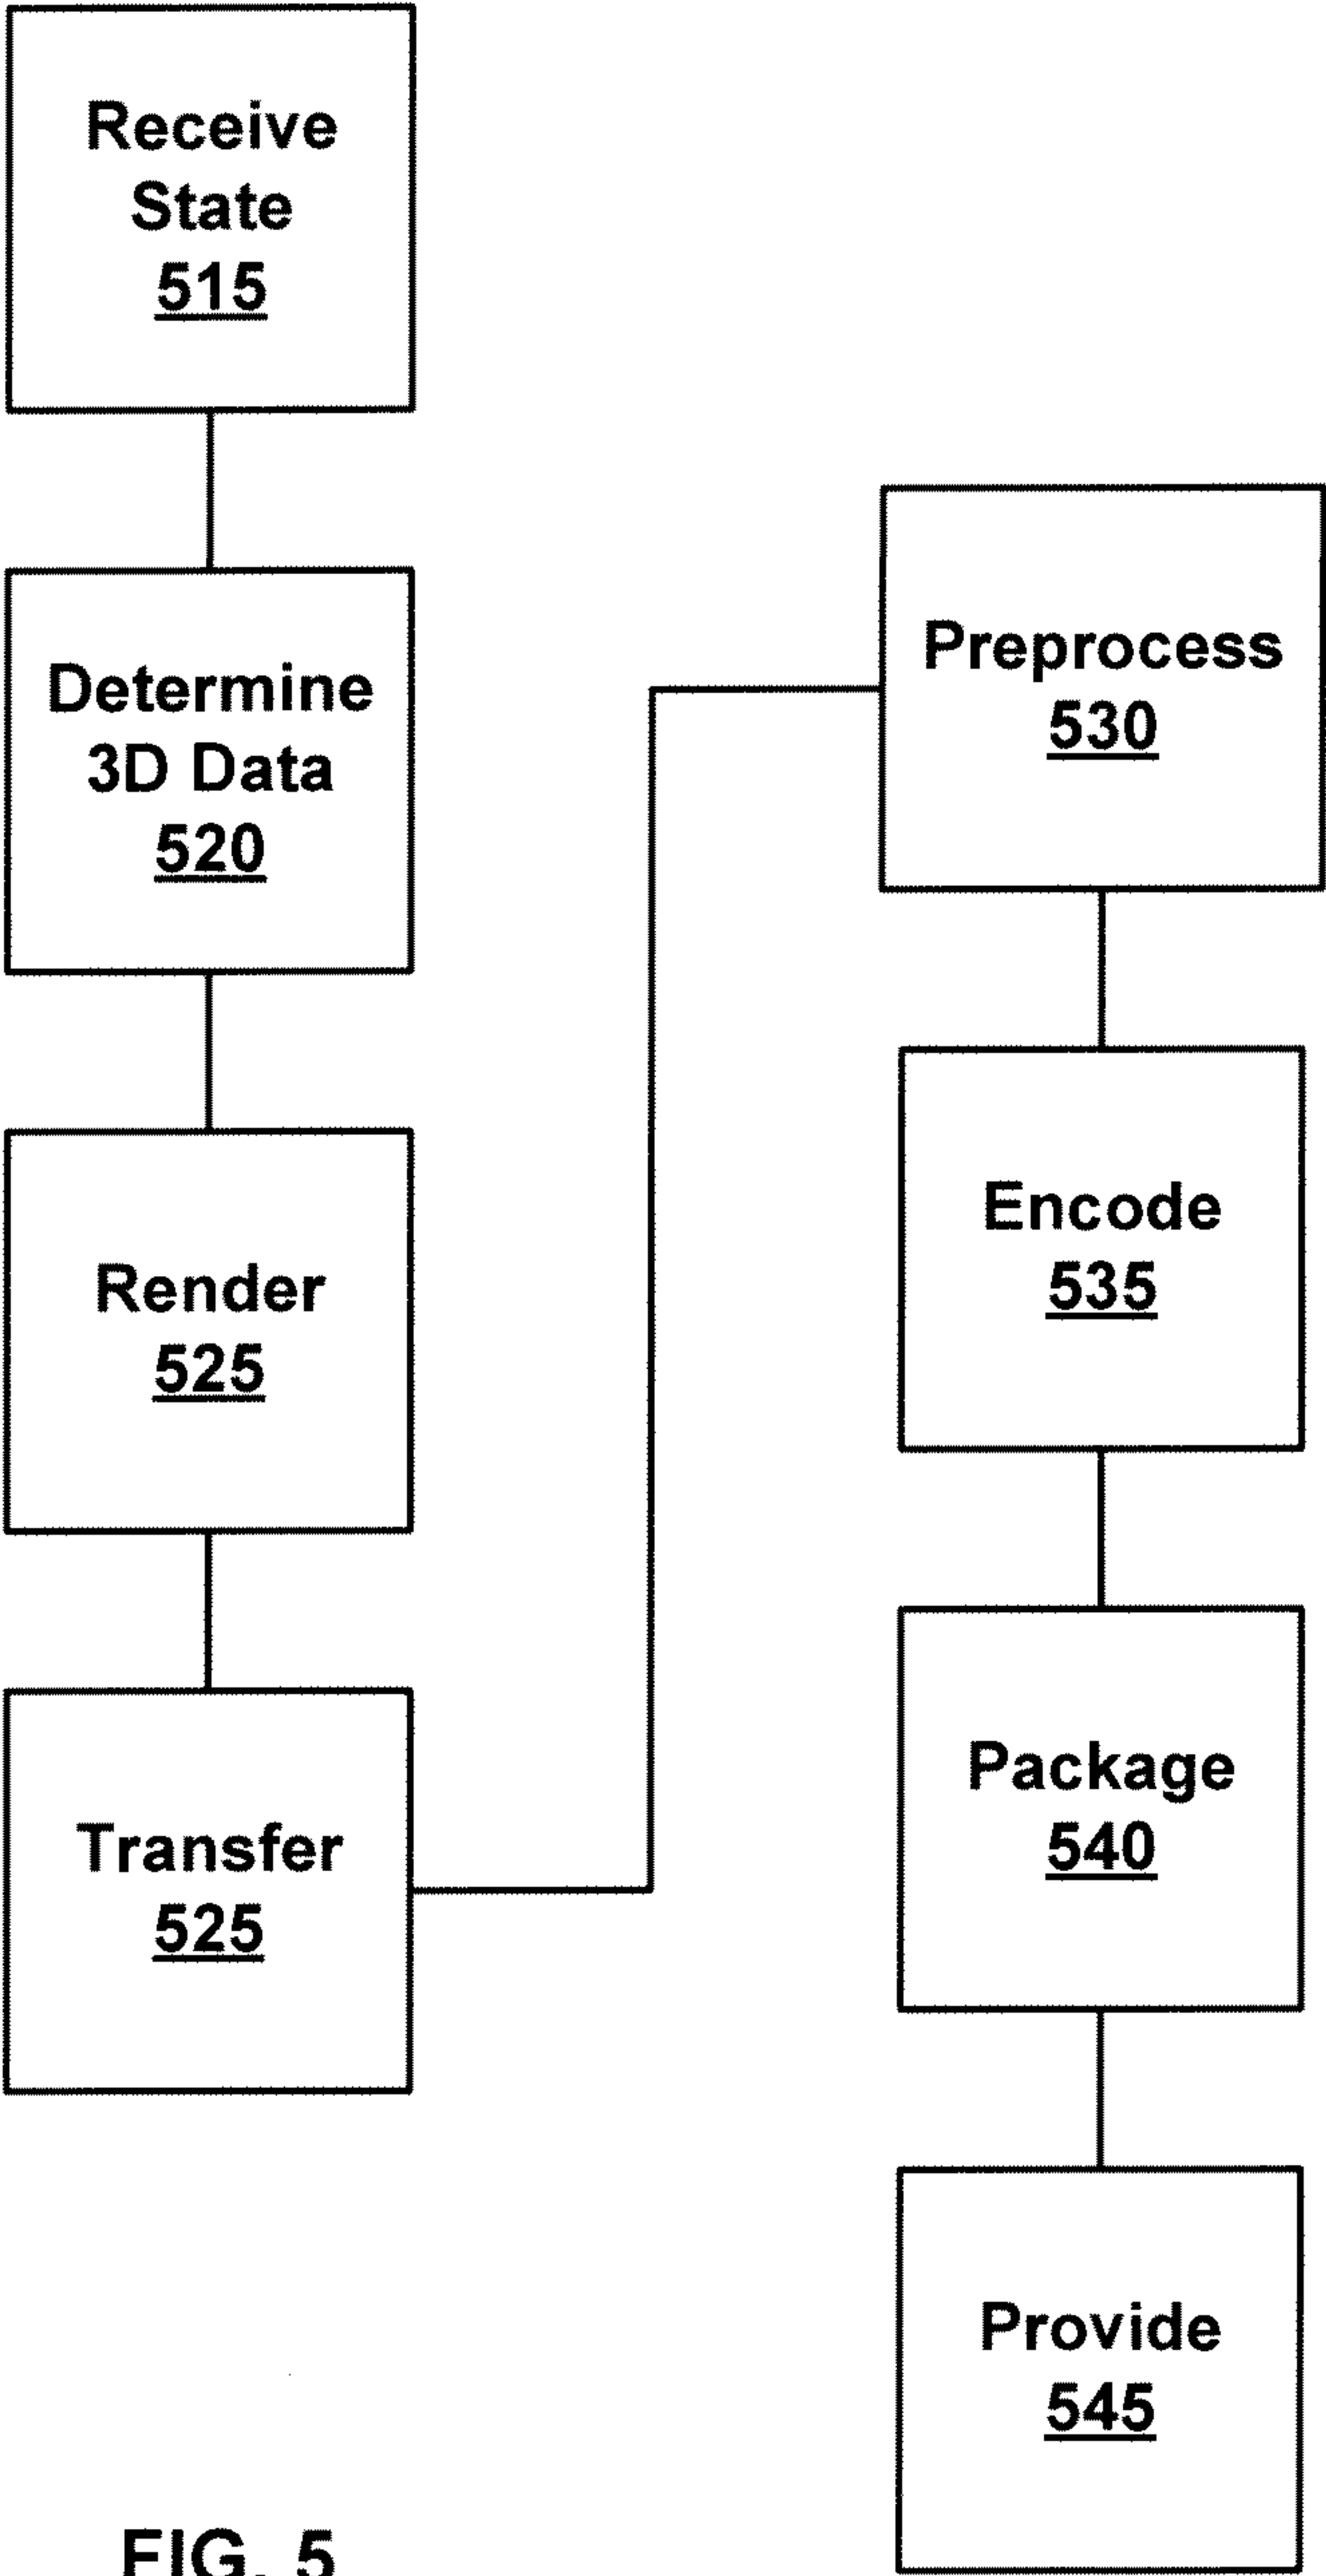 Receive
State
515
Determine
3D Data
520
Render
525
Transfer
525
Preprocess
530
Encode
535
Package
540
Provide
545
FIG. 5